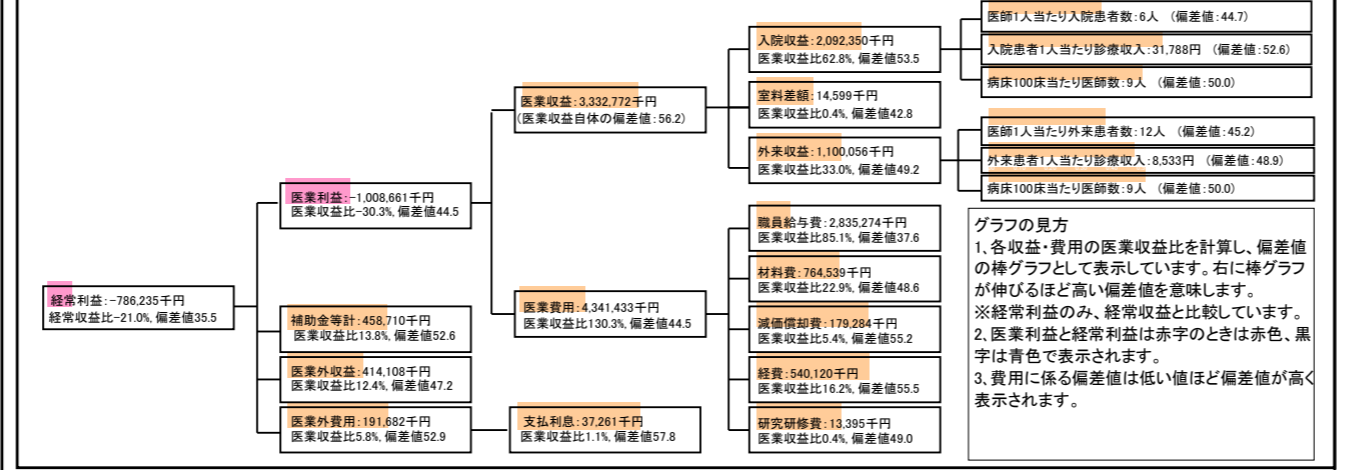 医師1人当たり入院患者数:6人 (偏差値:44.7)
入院収益:2,092,350千円
医業収益比62.8%, 偏差値53.5
入院患者1人当たり診療収入:31,788円 (偏差値:52.6)
病床100床当たり医師数:9人 (偏差値:50.0)
医業収益:3,332,772千円
(医業収益自体の偏差値:56.2)
室料差額:14,599千円
医業収益比0.4%, 偏差値42.8
医師1人当たり外来患者数:12人 (偏差値:45.2)
外来収益:1,100,056千円
医業収益比33.0%, 偏差値49.2
外来患者1人当たり診療収入:8,533円 (偏差値:48.9)
病床100床当たり医師数:9人 (偏差値:50.0)
医業利益:-1,008,661千円
医業収益比-30.3%, 偏差値44.5
職員給与費:2,835,274千円
医業収益比85.1%, 偏差値37.6
材料費:764,539千円
医業収益比22.9%, 偏差値48.6
経常利益:-786,235千円
経常収益比-21.0%, 偏差値35.5
医業費用:4,341,433千円
医業収益比130.3%, 偏差値44.5
補助金等計:458,710千円
医業収益比13.8%, 偏差値52.6
減価償却費:179,284千円
医業収益比5.4%, 偏差値55.2
医業外収益:414,108千円
医業収益比12.4%, 偏差値47.2
経費:540,120千円
医業収益比16.2%, 偏差値55.5
医業外費用:191,682千円
医業収益比5.8%, 偏差値52.9
支払利息:37,261千円
医業収益比1.1%, 偏差値57.8
研究研修費:13,395千円
医業収益比0.4%, 偏差値49.0
グラフの見方
1、各収益・費用の医業収益比を計算し、偏差値
の棒グラフとして表示しています。右に棒グラフ
が伸びるほど高い偏差値を意味します。
※経常利益のみ、経常収益と比較しています。
2、医業利益と経常利益は赤字のときは赤色、黒
字は青色で表示されます。
3、費用に係る偏差値は低い値ほど偏差値が高く
表示されます。